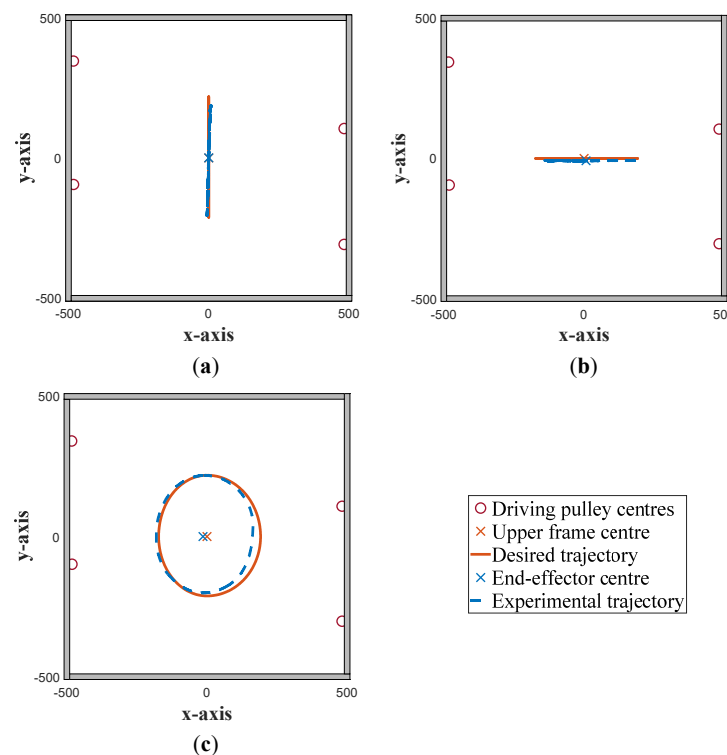 500
0
-500
y-axis
-500
0
500
x-axis
(a)
500
0
-500
y-axis
-500
0
50
x-axis
(b)
500
0
-500
y-axis
-500
0
500
x-axis
(c)
Driving pulley centres
Upper frame centre
Desired trajectory
End-effector centre
Experimental trajectory